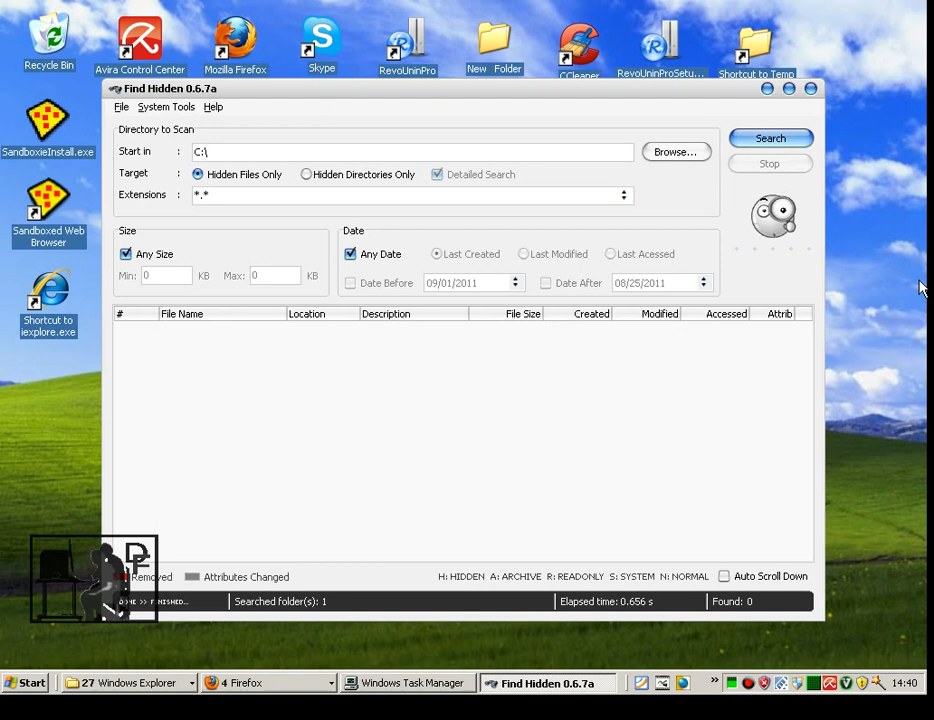 Recycle Bin
Avira Control Center
Mozilla Firefox
Skype
RevoUninPro
New Folder
CCleaner
RevoUninProSetu...
Shortcut to Temp
SandboxieInstall.exe
Sandboxed Web
Browser
Shortcut to
iexplore.exe
Find Hidden 0.6.7a
File System Tools Help
Directory to Scan
Start in : C:\ Browse...
Search
Stop
Target : Hidden Files Only Hidden Directories Only Detailed Search
Extensions : *.*
Size
Any Size
Min: 0 KB Max: 0 KB
Date
Any Date Last Created Last Modified Last Acessed
Date Before 09/01/2011 Date After 08/25/2011
# File Name Location Description File Size Created Modified Accessed Attrib
DF
Removed Attributes Changed H: HIDDEN A: ARCHIVE R: READONLY S: SYSTEM N: NORMAL Auto Scroll Down
>> FINISHED... Searched folder(s): 1 Elapsed time: 0.656 s Found: 0
Start 27 Windows Explorer 4 Firefox Windows Task Manager Find Hidden 0.6.7a » 14:40